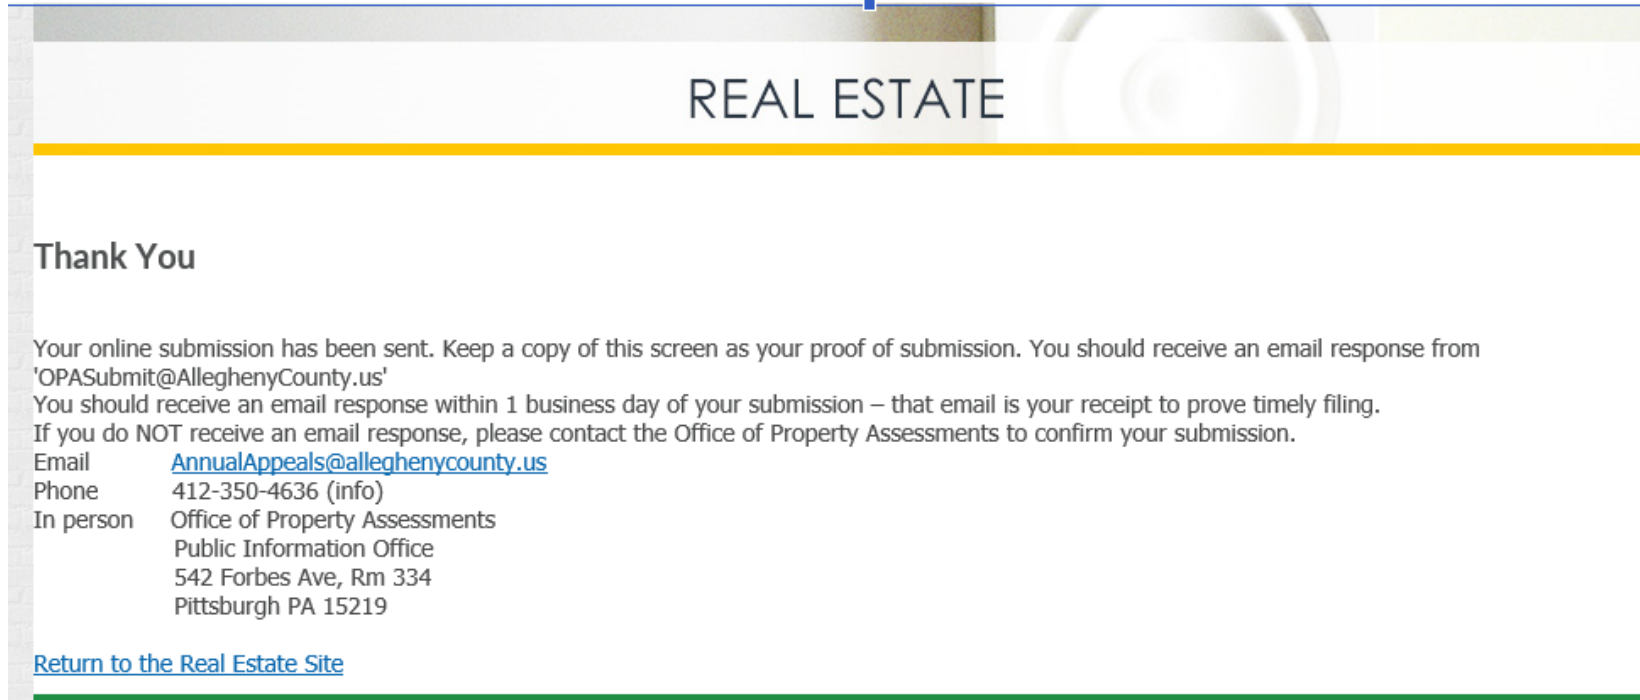 REAL ESTATE
Thank You
Your online submission has been sent. Keep a copy of this screen as your proof of submission. You should receive an email response from
'OPASubmit@AlleghenyCounty.us'
You should receive an email response within 1 business day of your submission – that email is your receipt to prove timely filing.
If you do NOT receive an email response, please contact the Office of Property Assessments to confirm your submission.
Email AnnualAppeals@alleghenycounty.us
Phone 412-350-4636 (info)
In person Office of Property Assessments
Public Information Office
542 Forbes Ave, Rm 334
Pittsburgh PA 15219
Return to the Real Estate Site